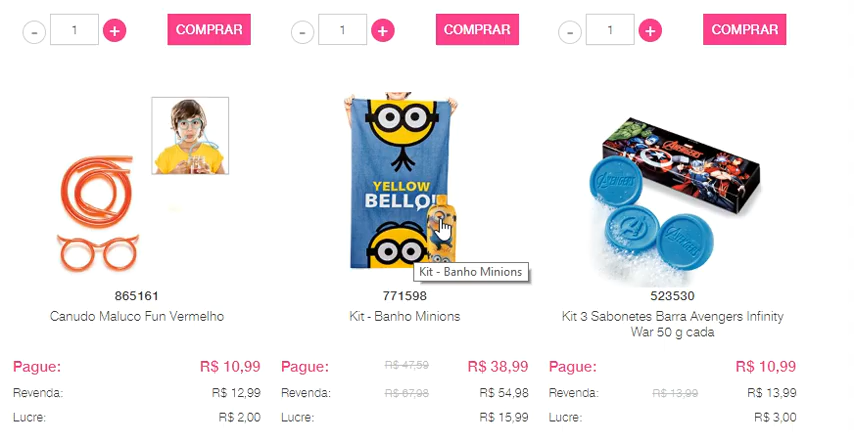 - 1 + COMPRAR
- 1 + COMPRAR
- 1 + COMPRAR
YELLOW
BELLO!
AVENGERS
AVENGERS
AVENGERS
Kit - Banho Minions
865161
Canudo Maluco Fun Vermelho
Pague: R$ 10,99
Revenda: R$ 12,99
Lucre: R$ 2,00
771598
Kit - Banho Minions
Pague: R$ 47,59 R$ 38,99
Revenda: R$ 67,98 R$ 54,98
Lucre: R$ 15,99
523530
Kit 3 Sabonetes Barra Avengers Infinity
War 50 g cada
Pague: R$ 10,99
Revenda: R$ 13,99 R$ 13,99
Lucre: R$ 3,00